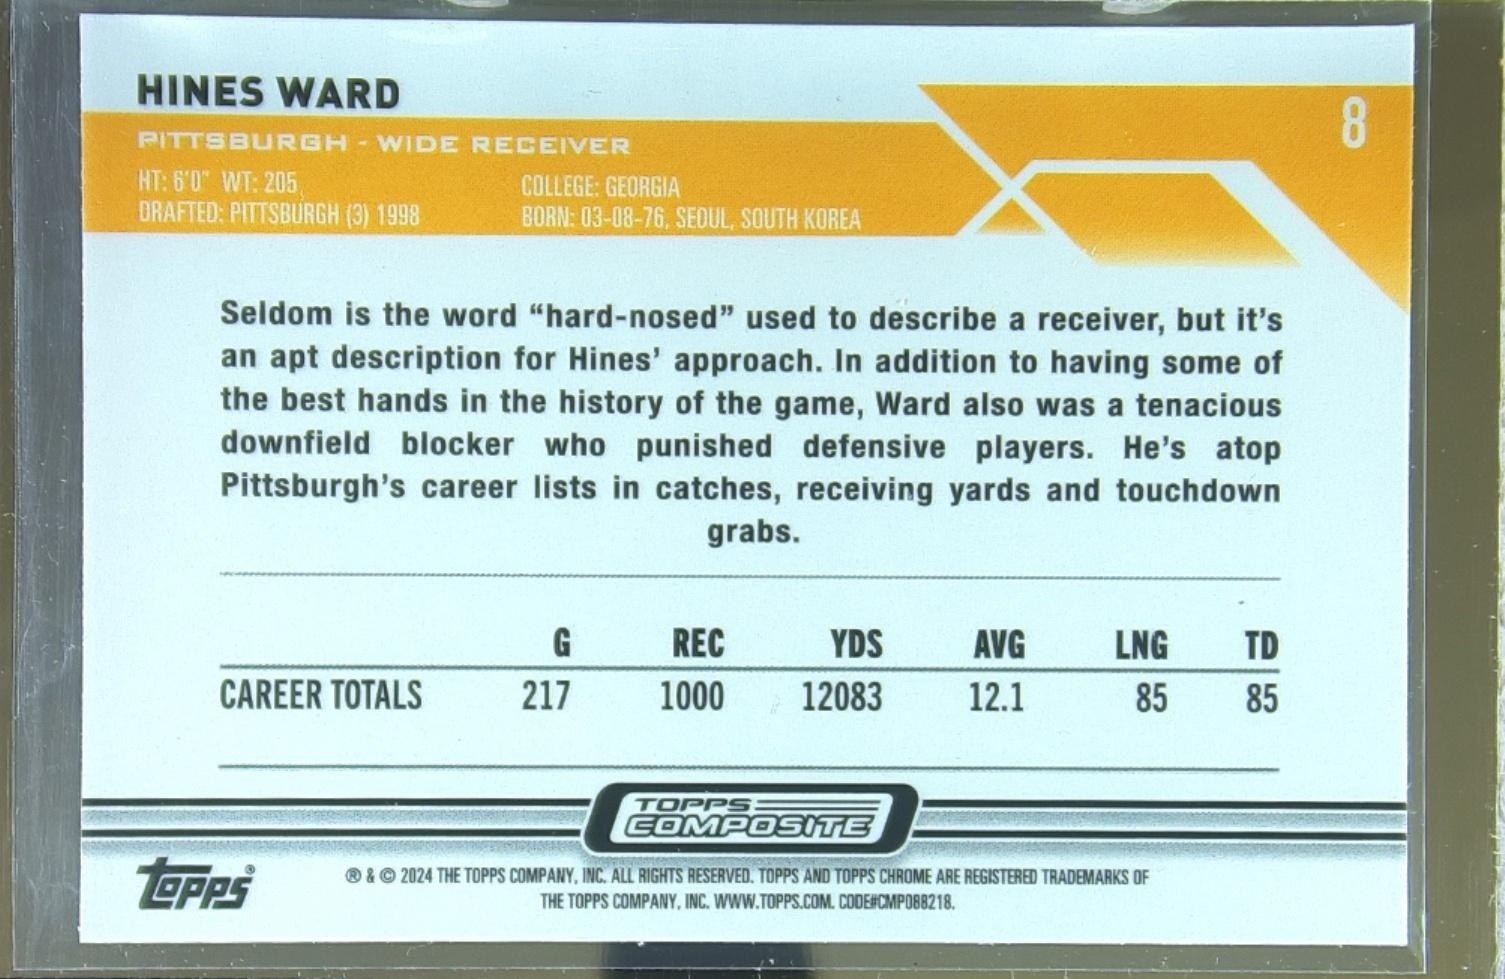 HINES WARD
8
PITTSBURGH - WIDE RECEIVER
HT: 6'0" WT: 205
COLLEGE: GEORGIA
DRAFTED: PITTSBURGH (3) 1998
BORN: 03-08-76, SEOUL, SOUTH KOREA
Seldom is the word “hard-nosed” used to describe a receiver, but it’s
an apt description for Hines’ approach. In addition to having some of
the best hands in the history of the game, Ward also was a tenacious
downfield blocker who punished defensive players. He’s atop
Pittsburgh’s career lists in catches, receiving yards and touchdown
grabs.
G REC YDS AVG LNG TD
CAREER TOTALS 217 1000 12083 12.1 85 85
TOPPS
COMPOSITE
topps®
® & © 2024 THE TOPPS COMPANY, INC. ALL RIGHTS RESERVED. TOPPS AND TOPPS CHROME ARE REGISTERED TRADEMARKS OF
THE TOPPS COMPANY, INC. WWW.TOPPS.COM. CODE#CMP088218.